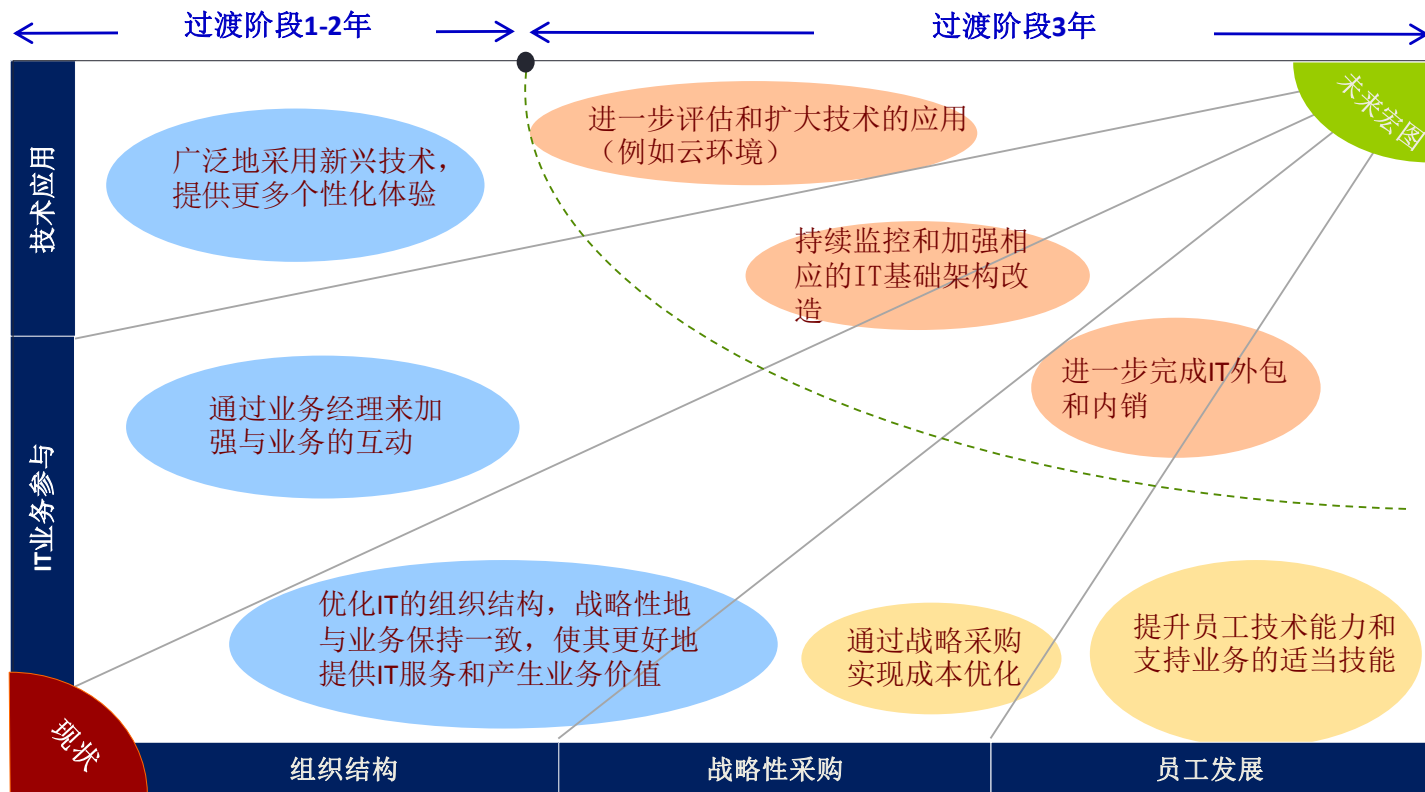 过渡阶段1-2年
过渡阶段3年
未来宏图
进一步评估和扩大技术的应用
（例如云环境）
广泛地采用新兴技术，
提供更多个性化体验
技术应用
持续监控和加强相
应的IT基础架构改
造
进一步完成IT外包
和内销
通过业务经理来加
强与业务的互动
IT业务参与
优化IT的组织结构，战略性地
与业务保持一致，使其更好地
提供IT服务和产生业务价值
通过战略采购
实现成本优化
提升员工技术能力和
支持业务的适当技能
现状
组织结构
战略性采购
员工发展